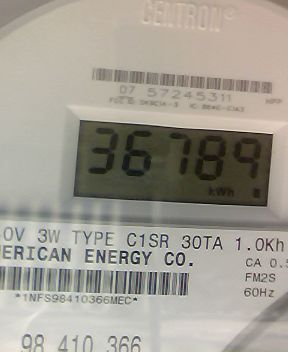 CENTRON®
07 57245311
36789
kWh
OV 3W TYPE C1SR 30TA 1.0Kh
ERICAN ENERGY CO.
CA 0.5
FM2S
60Hz
*1NFS98410366MEC*
98 410 366